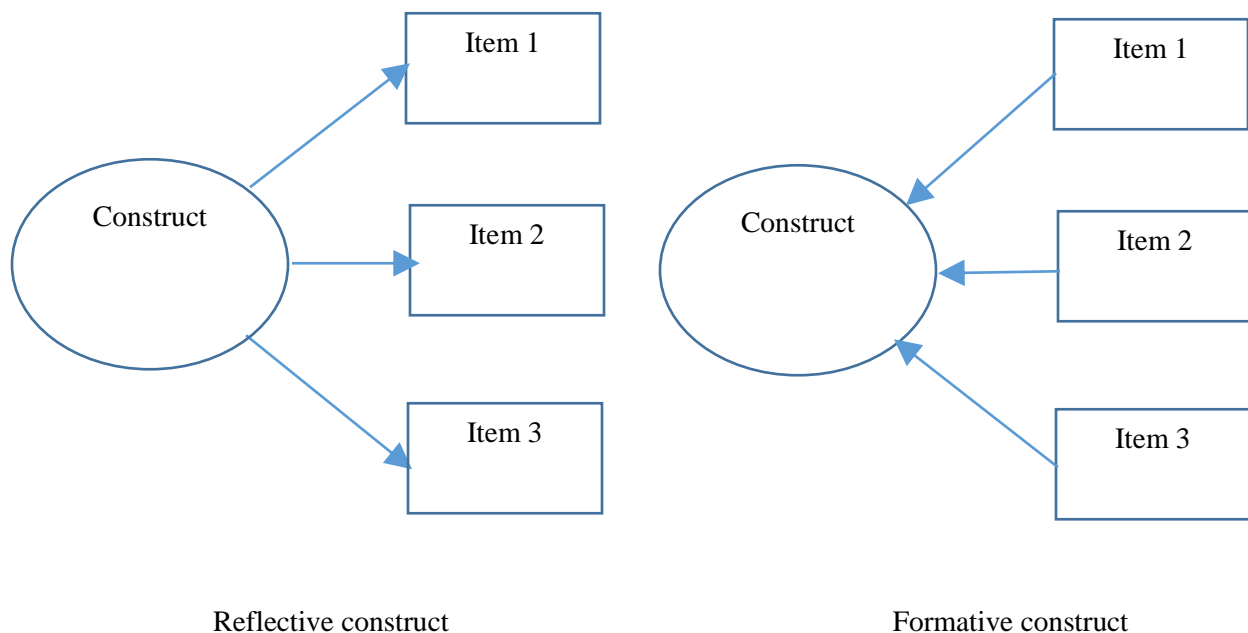 Item 1
Construct
Item 2
Item 3
Reflective construct
Item 1
Construct
Item 2
Item 3
Formative construct